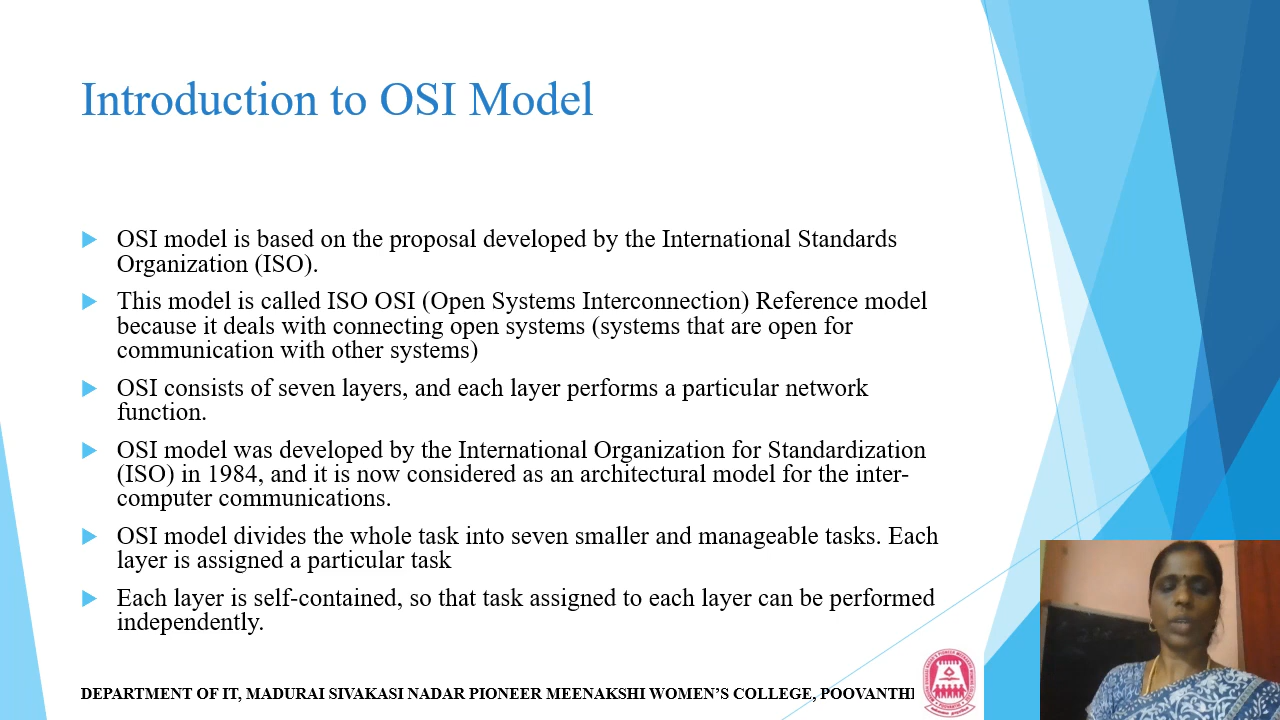 Introduction to OSI Model
OSI model is based on the proposal developed by the International Standards
Organization (ISO).
This model is called ISO OSI (Open Systems Interconnection) Reference model
because it deals with connecting open systems (systems that are open for
communication with other systems)
OSI consists of seven layers, and each layer performs a particular network
function.
OSI model was developed by the International Organization for Standardization
(ISO) in 1984, and it is now considered as an architectural model for the inter-
computer communications.
OSI model divides the whole task into seven smaller and manageable tasks. Each
layer is assigned a particular task
Each layer is self-contained, so that task assigned to each layer can be performed
independently.
DEPARTMENT OF IT, MADURAI SIVAKASI NADAR PIONEER MEENAKSHI WOMEN’S COLLEGE, POOVANTHI